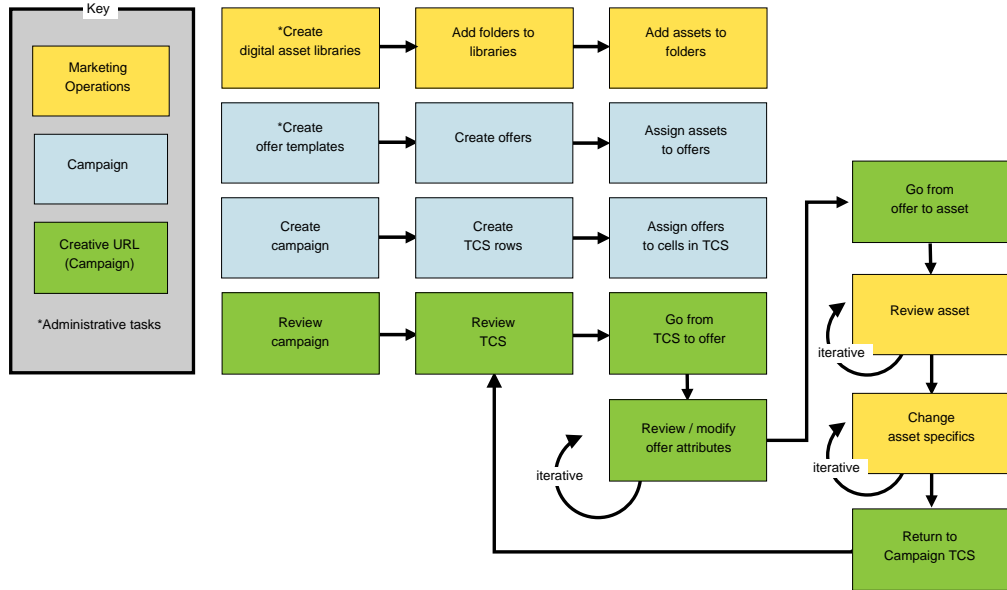 Key
Marketing
Operations
Campaign
Creative URL
(Campaign)
*Administrative tasks
*Create
digital asset libraries
Add folders to
libraries
Add assets to
folders
*Create
offer templates
Create offers
Assign assets
to offers
Create
campaign
Create
TCS rows
Assign offers
to cells in TCS
Review
campaign
Review
TCS
Go from
TCS to offer
Review / modify
offer attributes
iterative
Go from
offer to asset
Review asset
iterative
Change
asset specifics
iterative
Return to
Campaign TCS